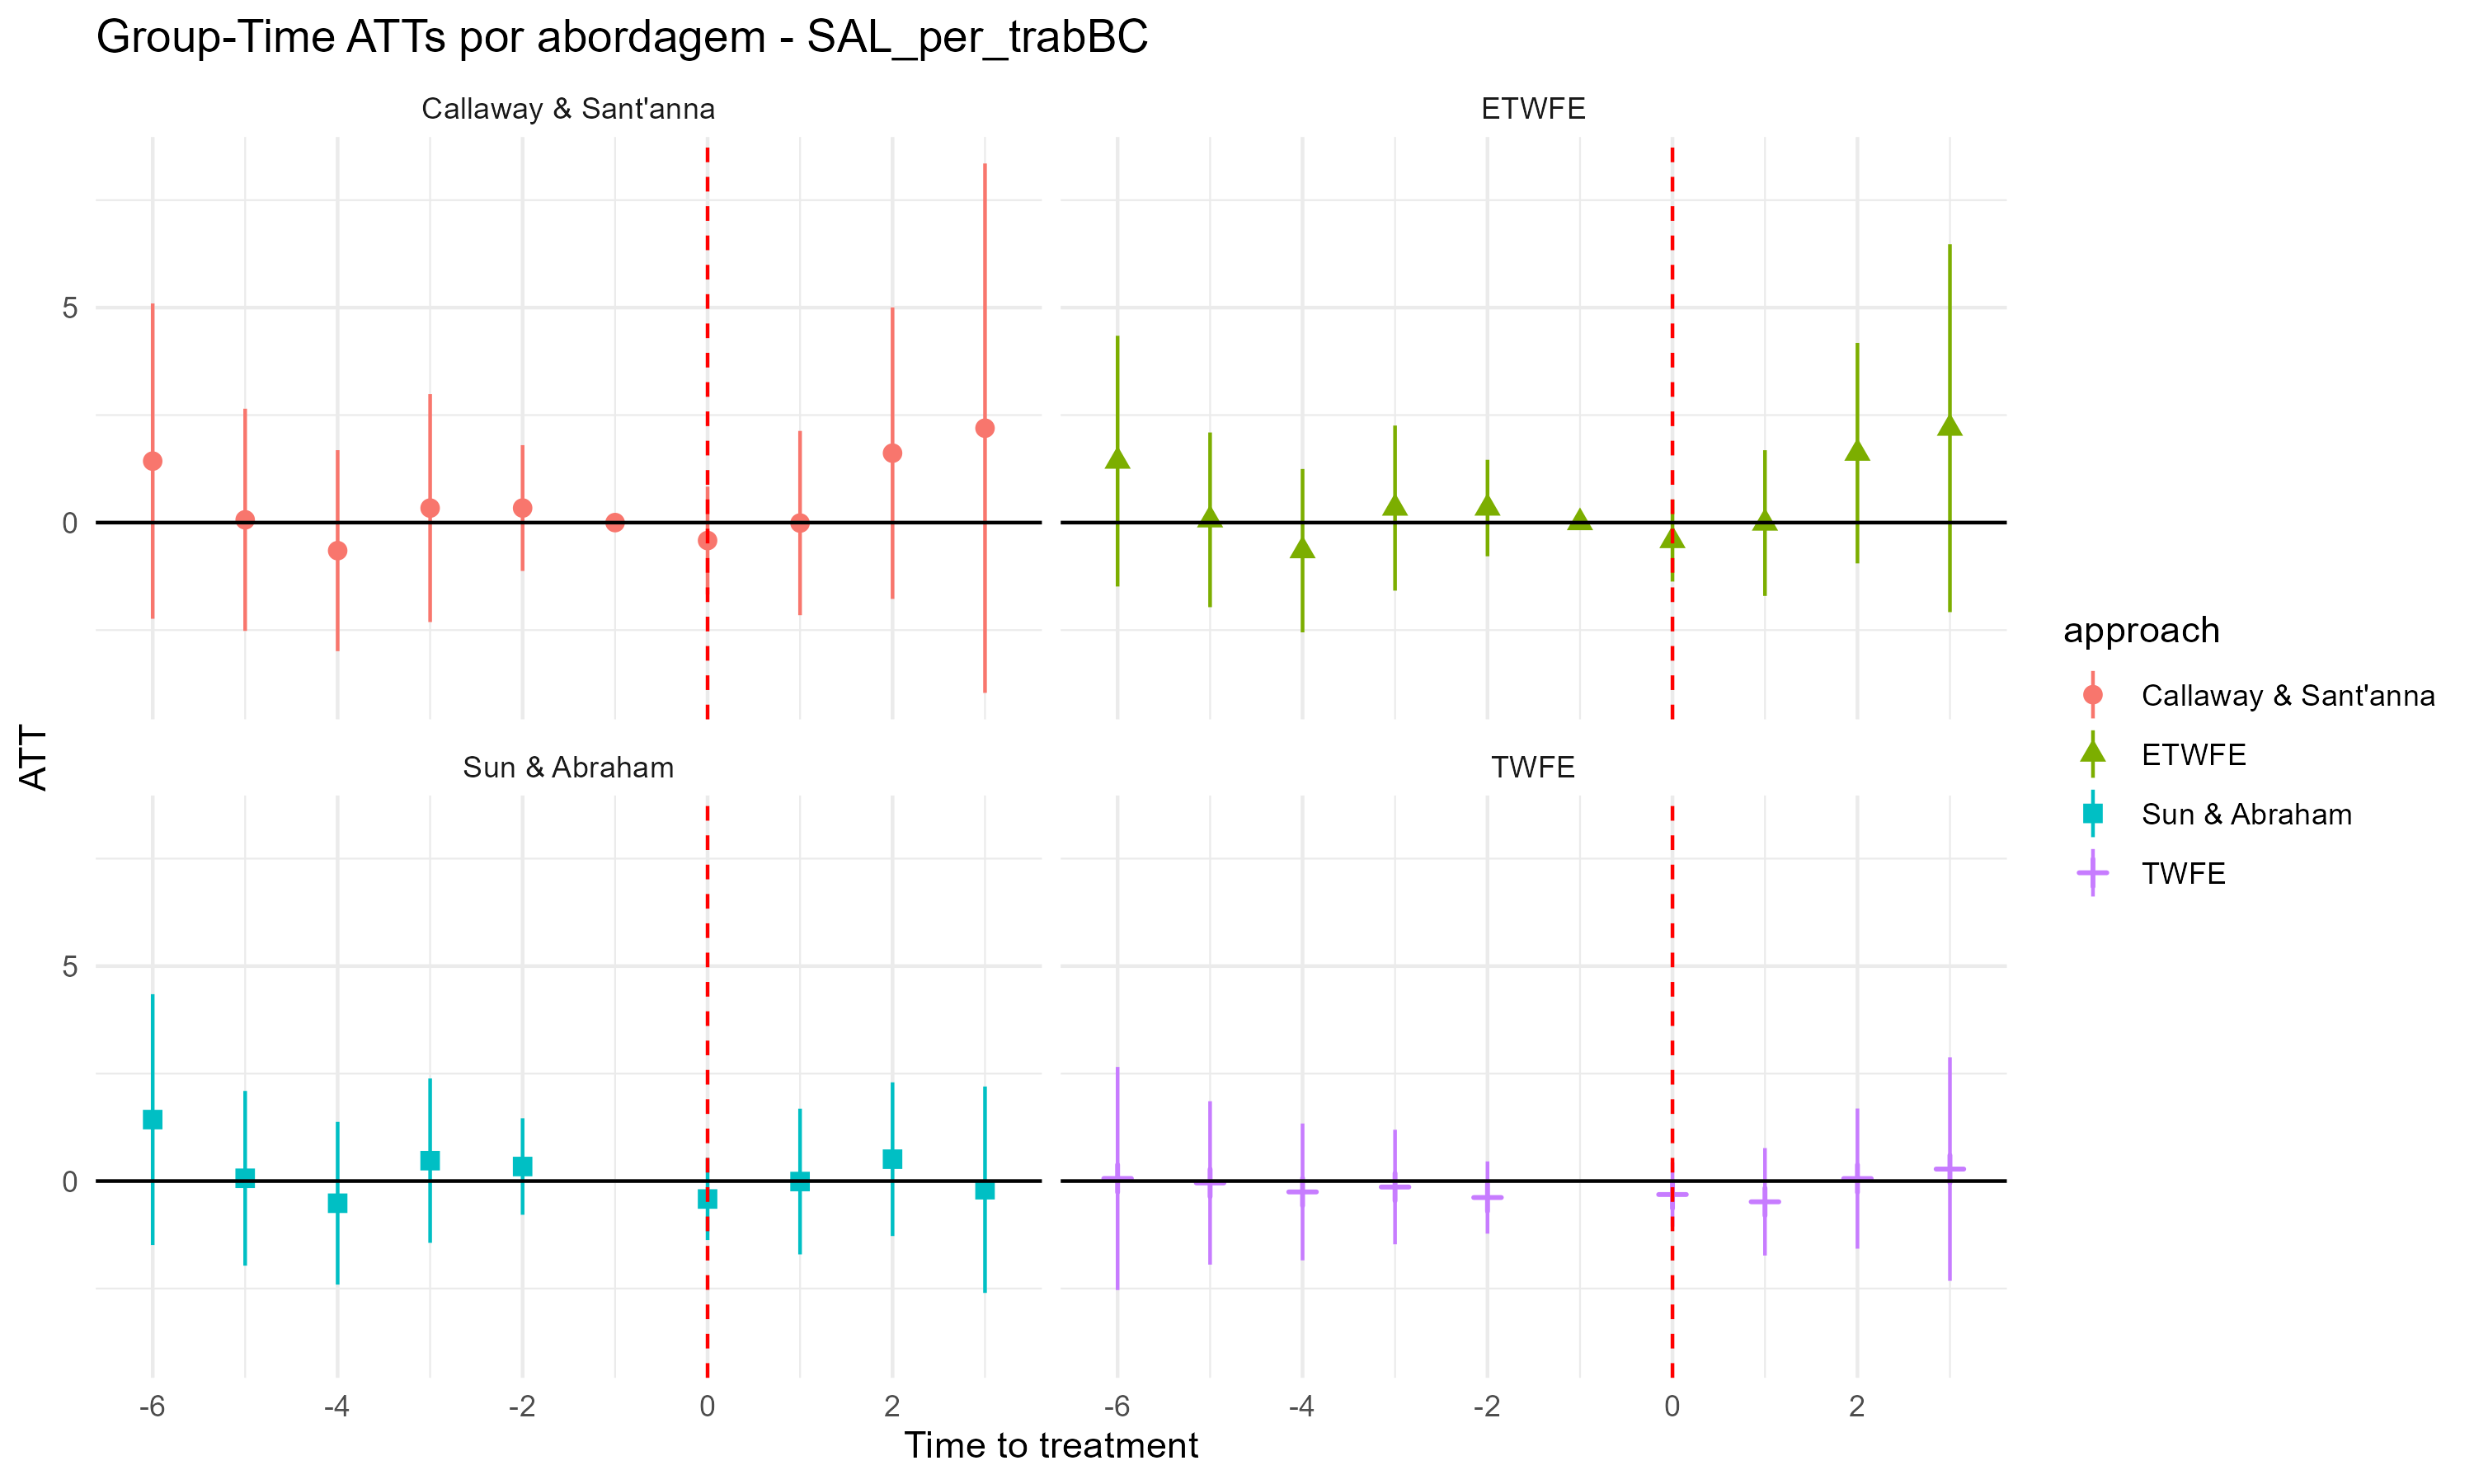 Group-Time ATTs por abordagem - SAL_per_trabBC
Callaway & Sant'anna
ETWFE
5
0
Sun & Abraham
TWFE
5
0
-6 -4 -2 0 2
-6 -4 -2 0 2
Time to treatment
ATT
approach
Callaway & Sant'anna
ETWFE
Sun & Abraham
TWFE